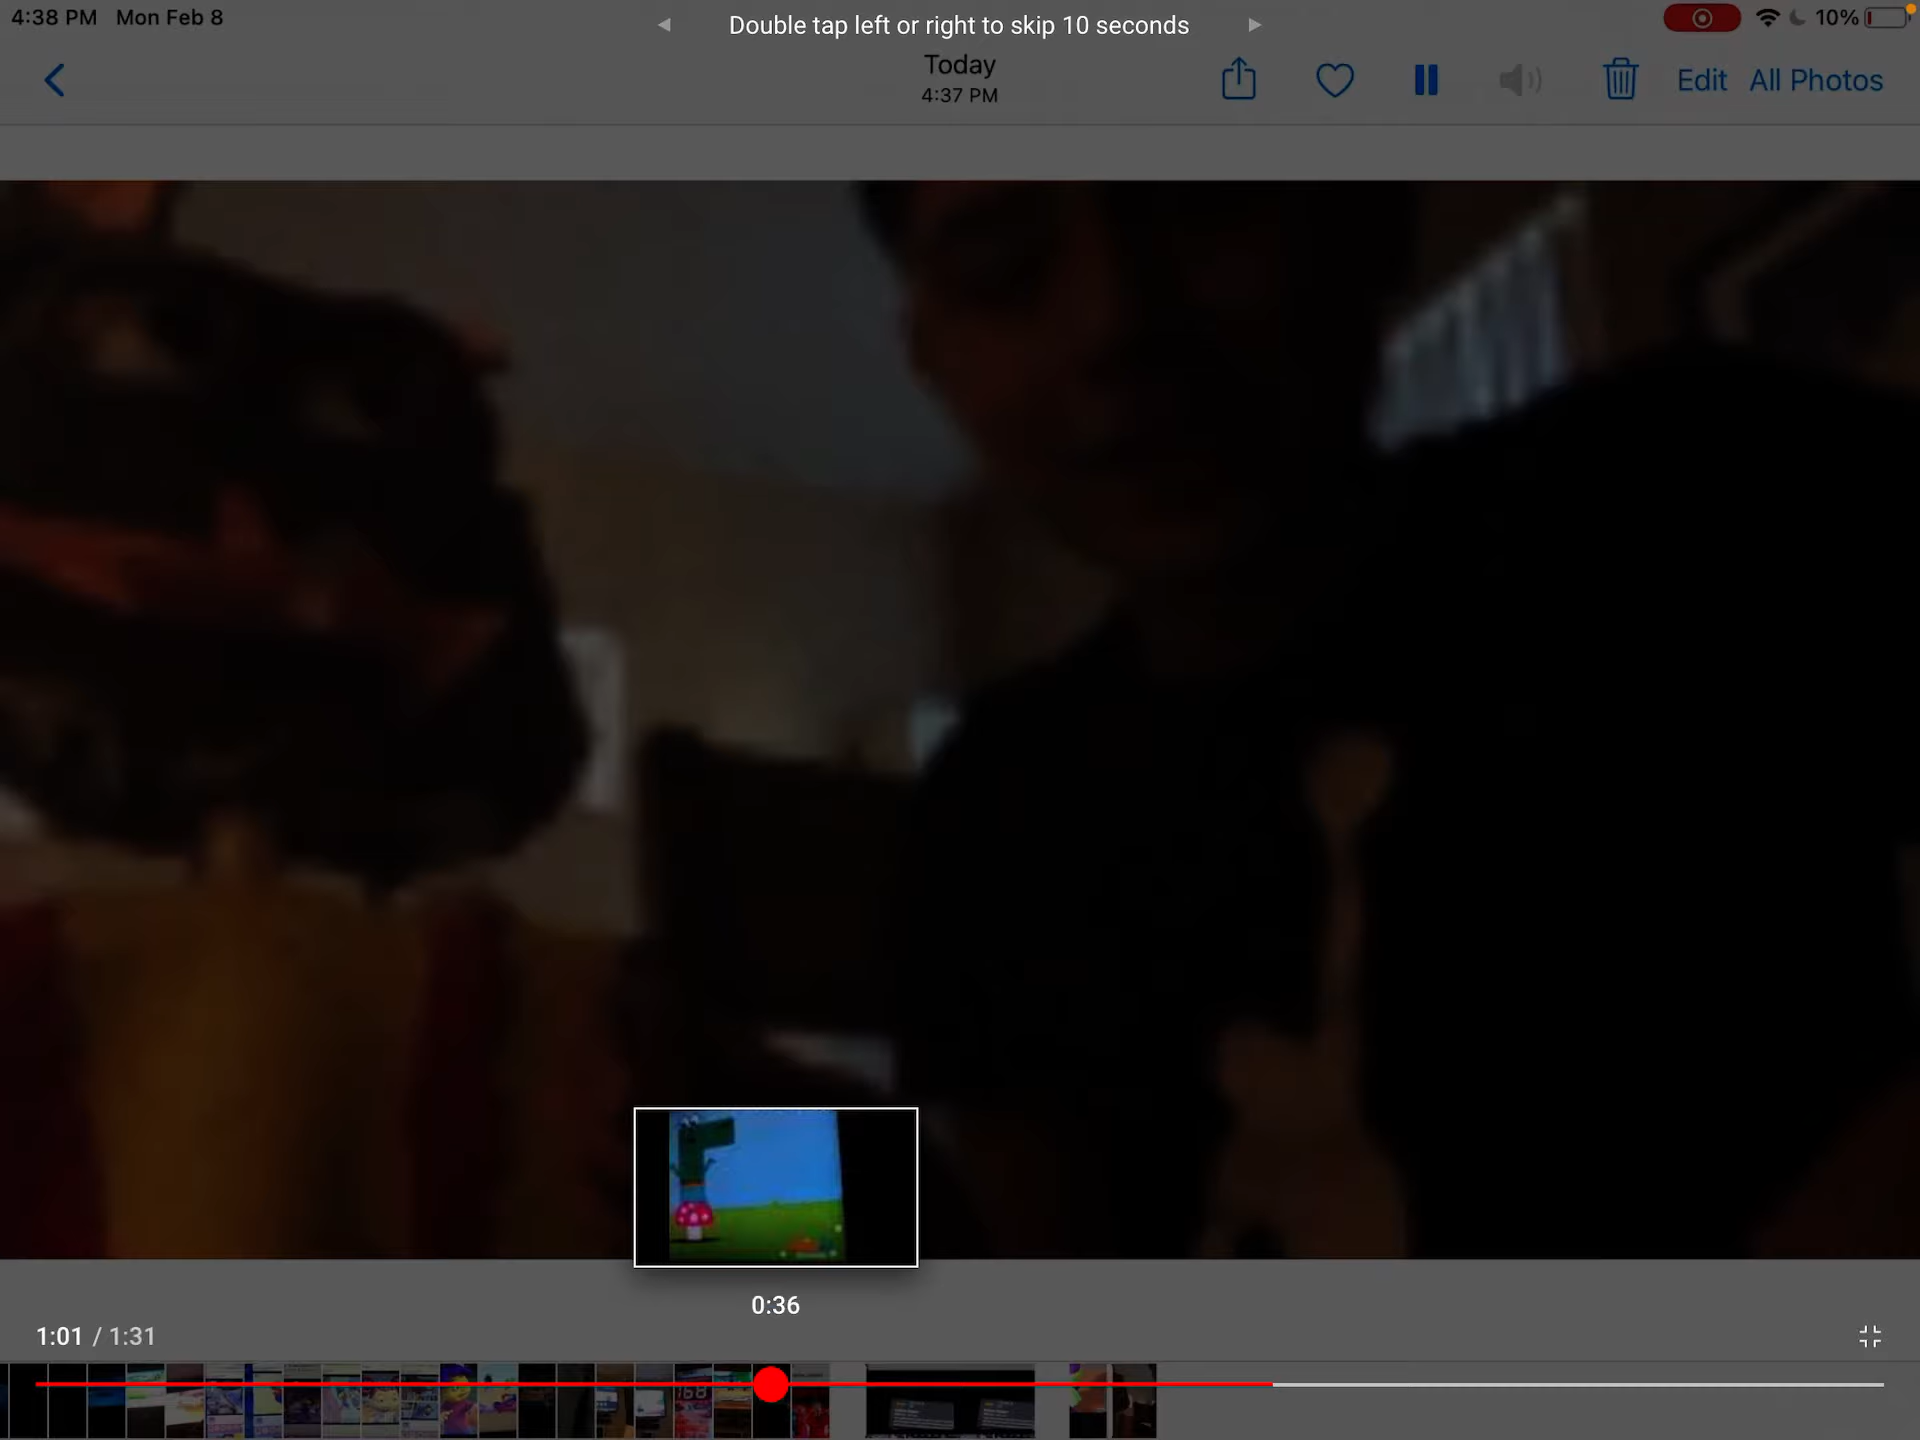 4:38 PM Mon Feb 8
Double tap left or right to skip 10 seconds
10%
Today
4:37 PM
Edit All Photos
0:36
1:01 / 1:31
168